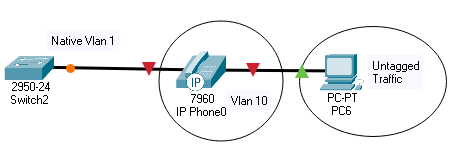 Native Vlan 1
2950-24
Switch2
IP
7960
IP Phone0
Vlan 10
Untagged
Traffic
PC-PT
PC6